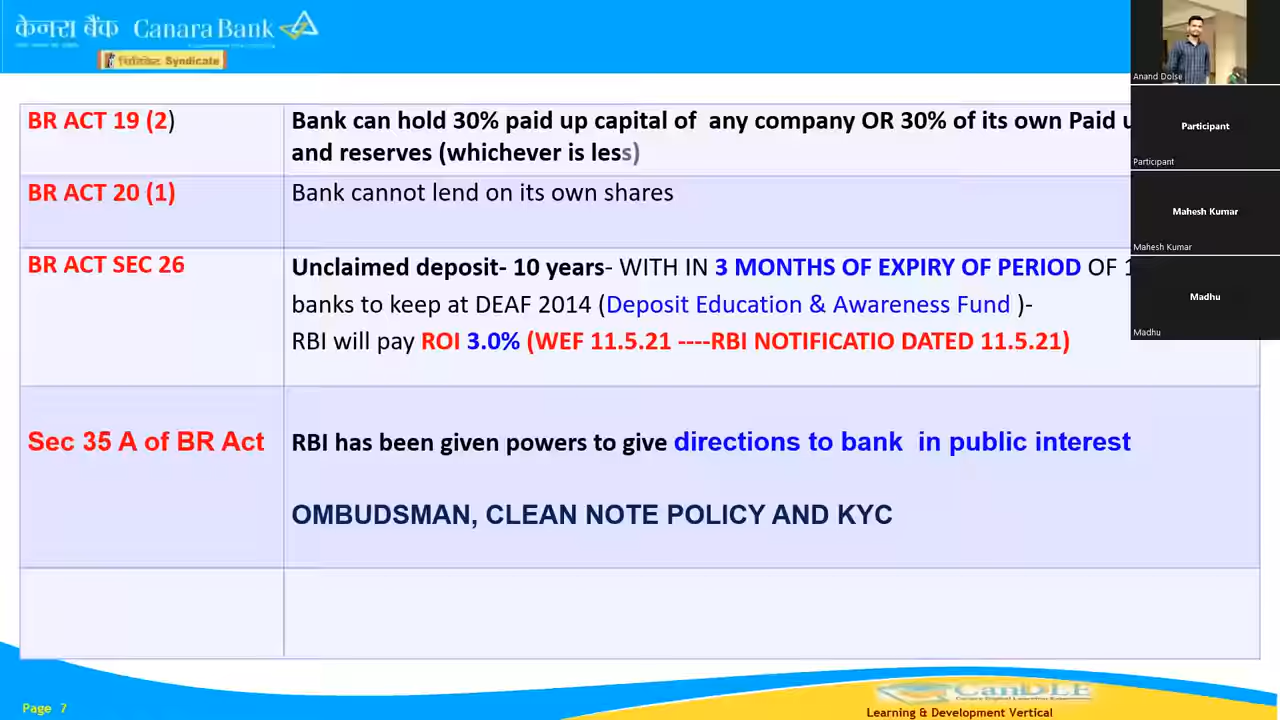 केनरा बैंक Canara Bank
सिंडिकेट Syndicate
BR ACT 19 (2)
Bank can hold 30% paid up capital of any company OR 30% of its own Paid
and reserves (whichever is less)
BR ACT 20 (1)
Bank cannot lend on its own shares
BR ACT SEC 26
Unclaimed deposit- 10 years- WITH IN 3 MONTHS OF EXPIRY OF PERIOD OF
banks to keep at DEAF 2014 (Deposit Education & Awareness Fund )-
RBI will pay ROI 3.0% (WEF 11.5.21 ----RBI NOTIFICATIO DATED 11.5.21)
Sec 35 A of BR Act
RBI has been given powers to give directions to bank in public interest
OMBUDSMAN, CLEAN NOTE POLICY AND KYC
Anand Dolse
Participant
Participant
Mahesh Kumar
Mahesh Kumar
Madhu
Madhu
Page 7
CanDLE
Learning & Development Vertical